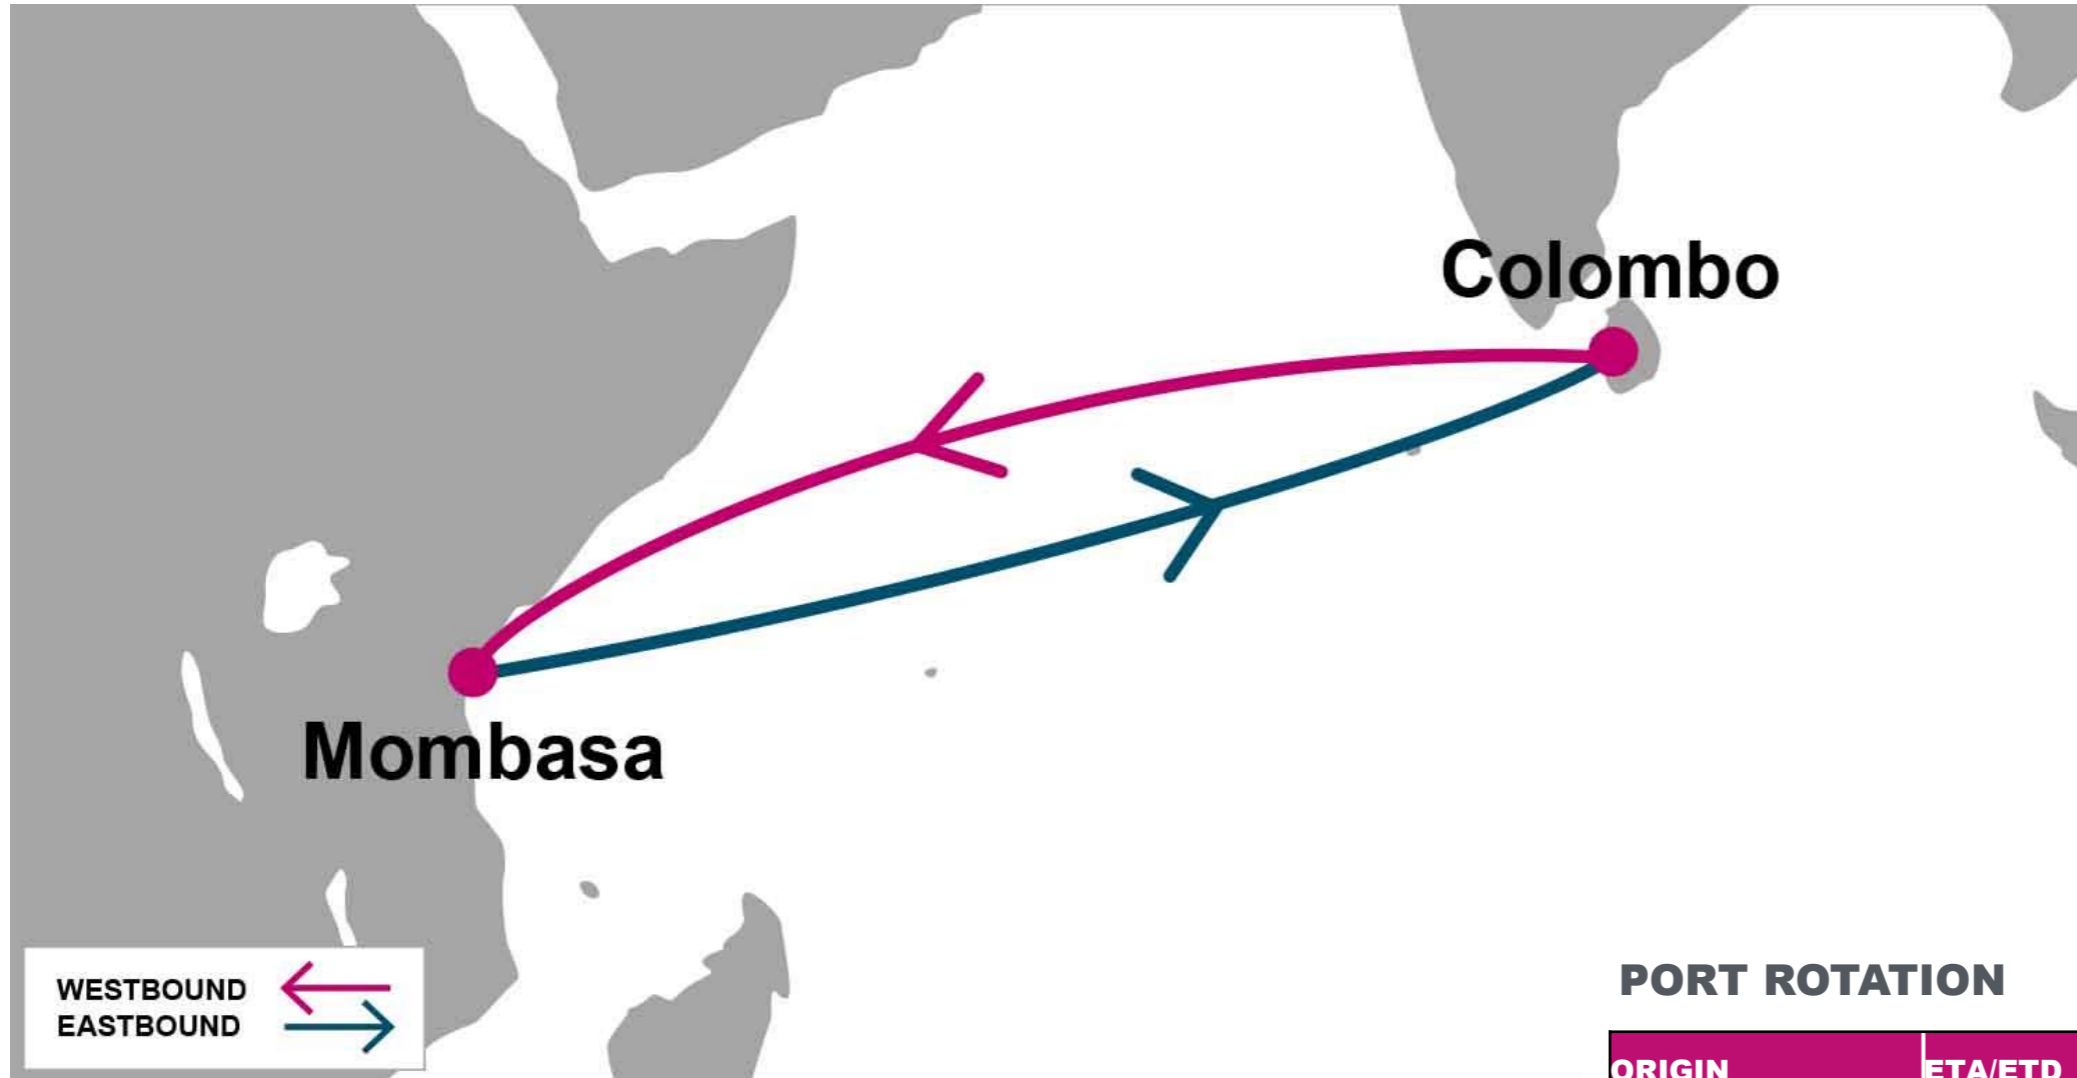 Colombo
Mombasa
WESTBOUND
EASTBOUND
PORT ROTATION
ORIGIN ETA/ETD